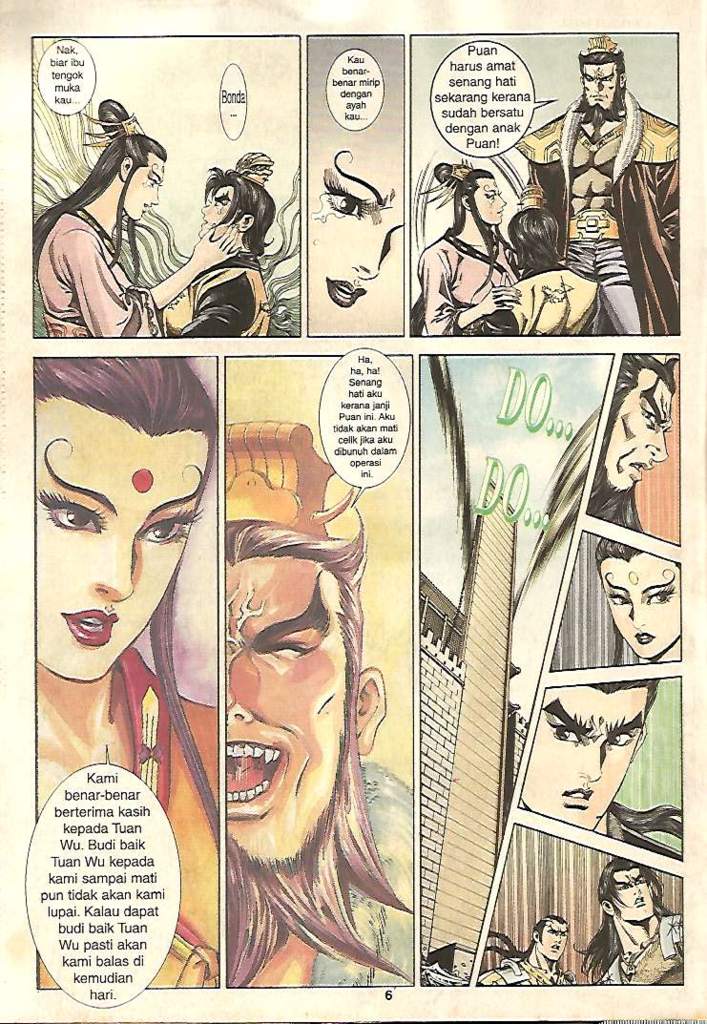 Nak,
biar ibu
tengok
muka
kau...
Bonda
...
Kau
benar-
benar mirip
dengan
ayah
kau...
Puan
harus amat
senang hati
sekarang kerana
sudah bersatu
dengan anak
Puan!
Kami
benar-benar
berterima kasih
kepada Tuan
Wu. Budi baik
Tuan Wu kepada
kami sampai mati
pun tidak akan kami
lupai. Kalau dapat
budi baik Tuan
Wu pasti akan
kami balas di
kemudian
hari.
Ha,
ha, ha!
Senang
hati aku
kerana janji
Puan ini. Aku
tidak akan mati
celik jika aku
dibunuh dalam
operasi
ini.
DO...
DO...
6